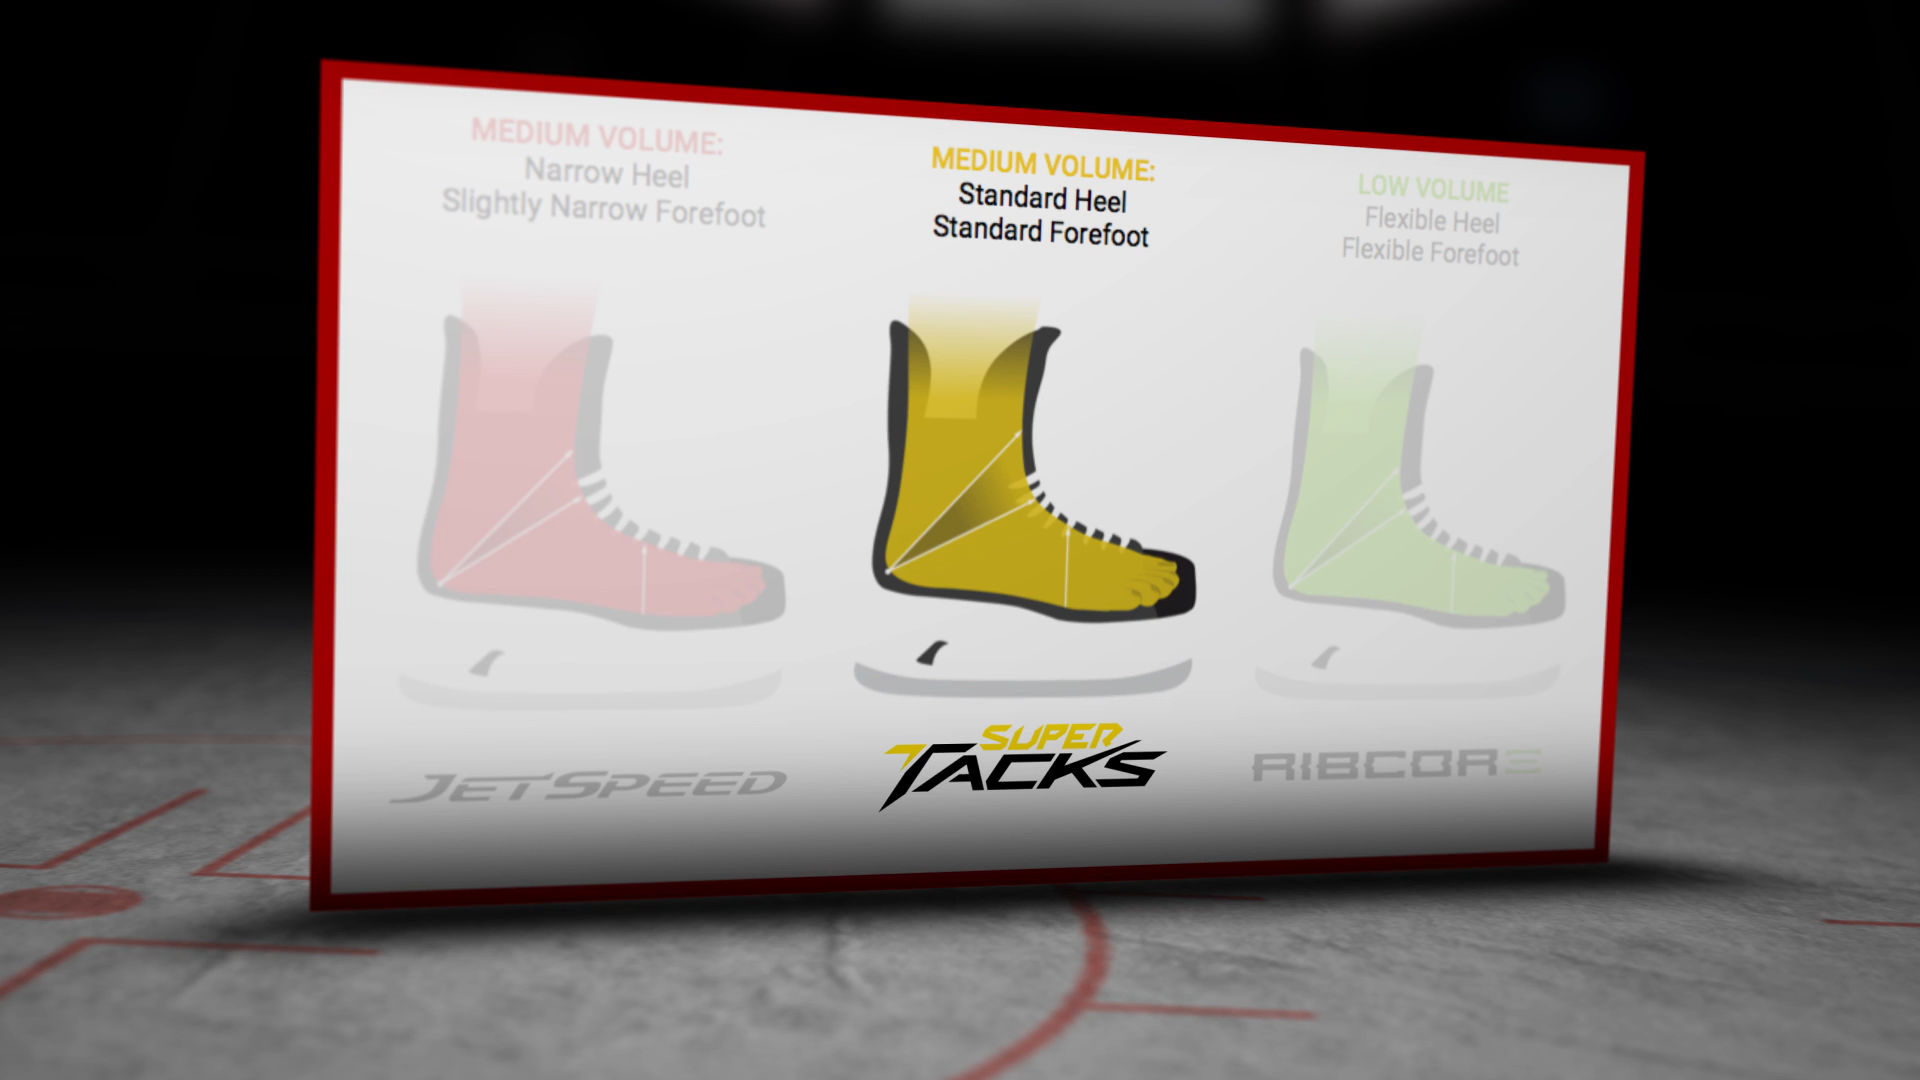 MEDIUM VOLUME:
Narrow Heel
Slightly Narrow Forefoot
MEDIUM VOLUME:
Standard Heel
Standard Forefoot
LOW VOLUME
Flexible Heel
Flexible Forefoot
JETSPEED
SUPER
TACKS
RIBCOR